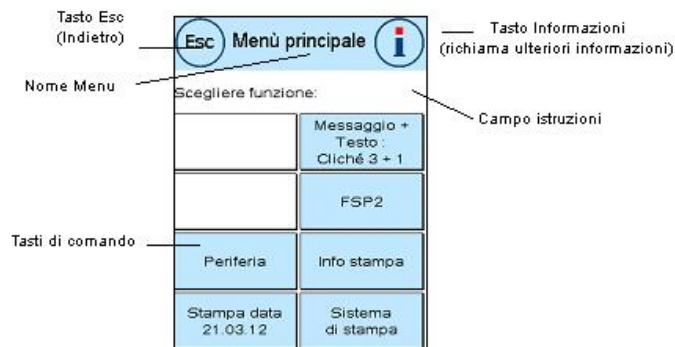 Tasto Esc
(Indietro)
Esc
Menù principale
i
Tasto Informazioni
(richiama ulteriori informazioni)
Nome Menu
Scegliere funzione:
Campo istruzioni
Messaggio +
Testo :
Cliché 3 + 1
FSP2
Tasti di comando
Periferia
Info stampa
Stampa data
21.03.12
Sistema
di stampa